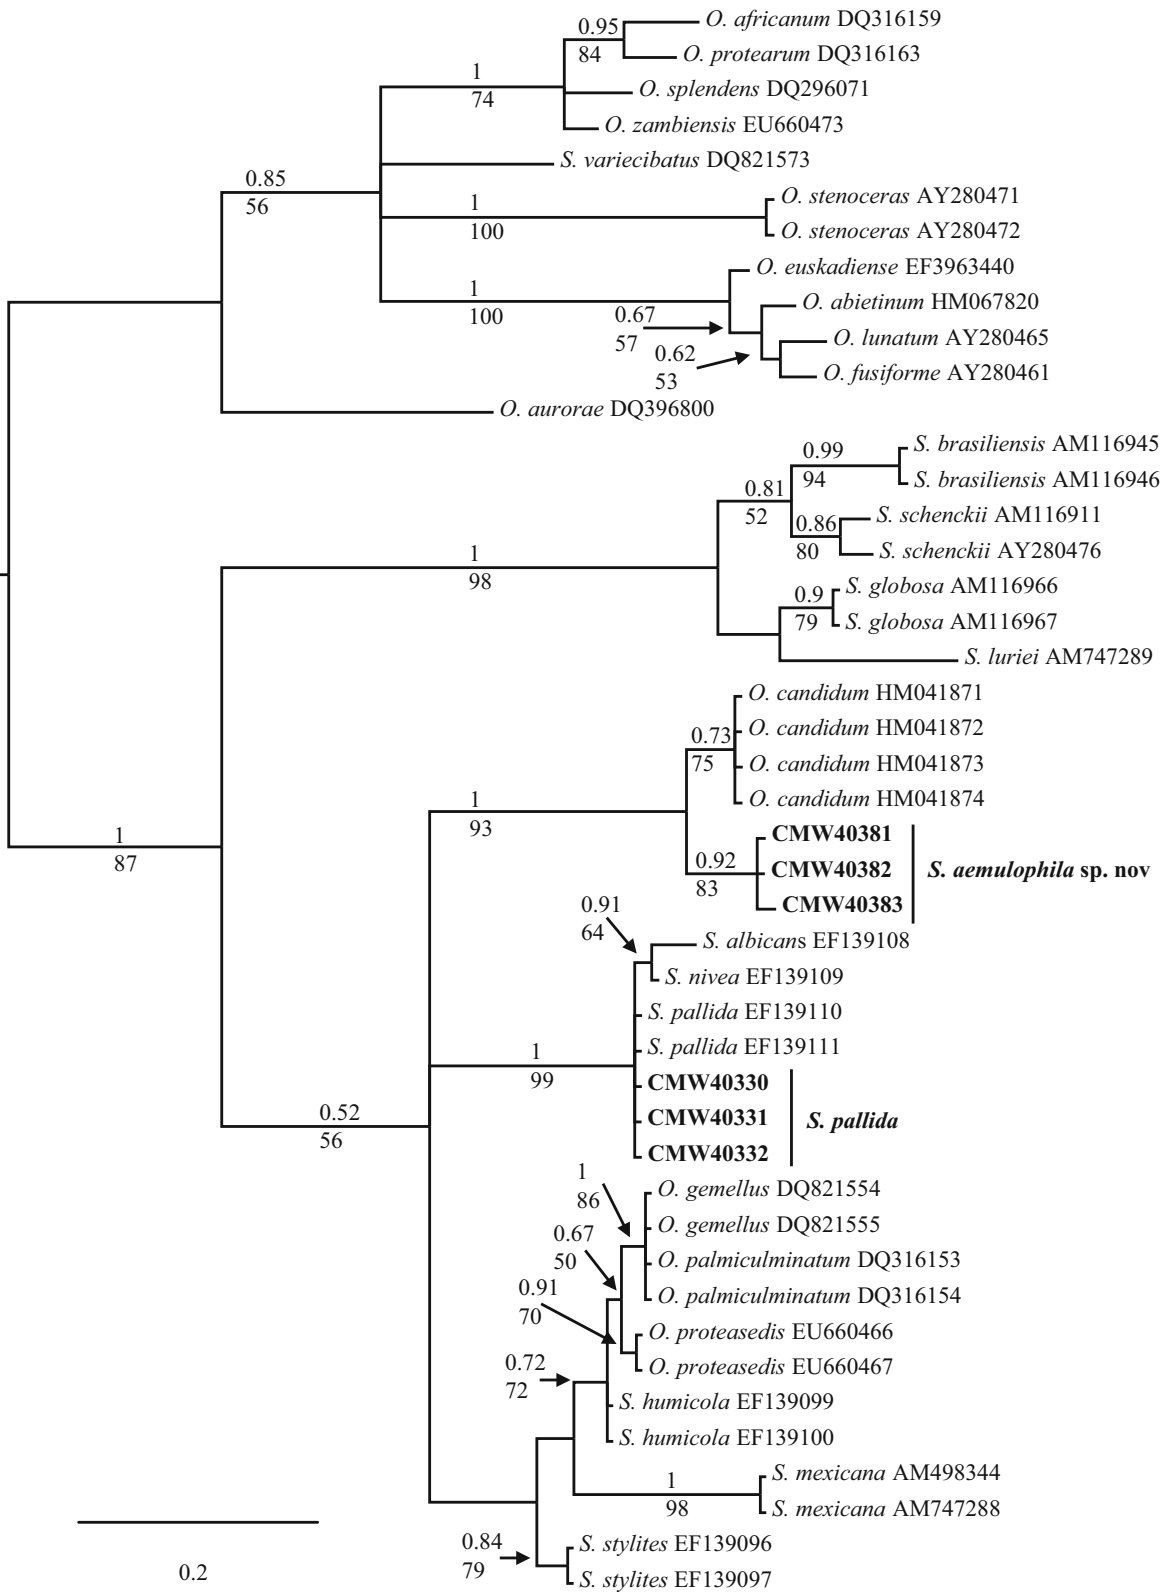 O. africanum DQ316159
0.95
84
O. protearum DQ316163
1
74
O. splendens DQ296071
O. zambiensis EU660473
S. variecibatus DQ821573
0.85
56
O. stenoceras AY280471
1
100
O. stenoceras AY280472
O. euskadiense EF3963440
1
100
O. abietinum HM067820
0.67
57
O. lunatum AY280465
0.62
53
O. fusiforme AY280461
O. aurorae DQ396800
S. brasiliensis AM116945
0.99
94
S. brasiliensis AM116946
0.81
52
S. schenckii AM116911
0.86
80
S. schenckii AY280476
1
98
S. globosa AM116966
0.9
79
S. globosa AM116967
S. luriei AM747289
O. candidum HM041871
O. candidum HM041872
0.73
75
O. candidum HM041873
O. candidum HM041874
1
93
CMW40381
1
87
0.92
83
CMW40382
S. aemulophila sp. nov
CMW40383
0.91
64
S. albicans EF139108
S. nivea EF139109
S. pallida EF139110
S. pallida EF139111
1
99
CMW40330
CMW40331
S. pallida
0.52
56
CMW40332
1
86
O. gemellus DQ821554
O. gemellus DQ821555
0.67
50
O. palmiculminatum DQ316153
O. palmiculminatum DQ316154
0.91
70
O. proteasedis EU660466
O. proteasedis EU660467
0.72
72
S. humicola EF139099
S. humicola EF139100
S. mexicana AM498344
1
98
S. mexicana AM747288
S. stylites EF139096
0.84
79
S. stylites EF139097
0.2